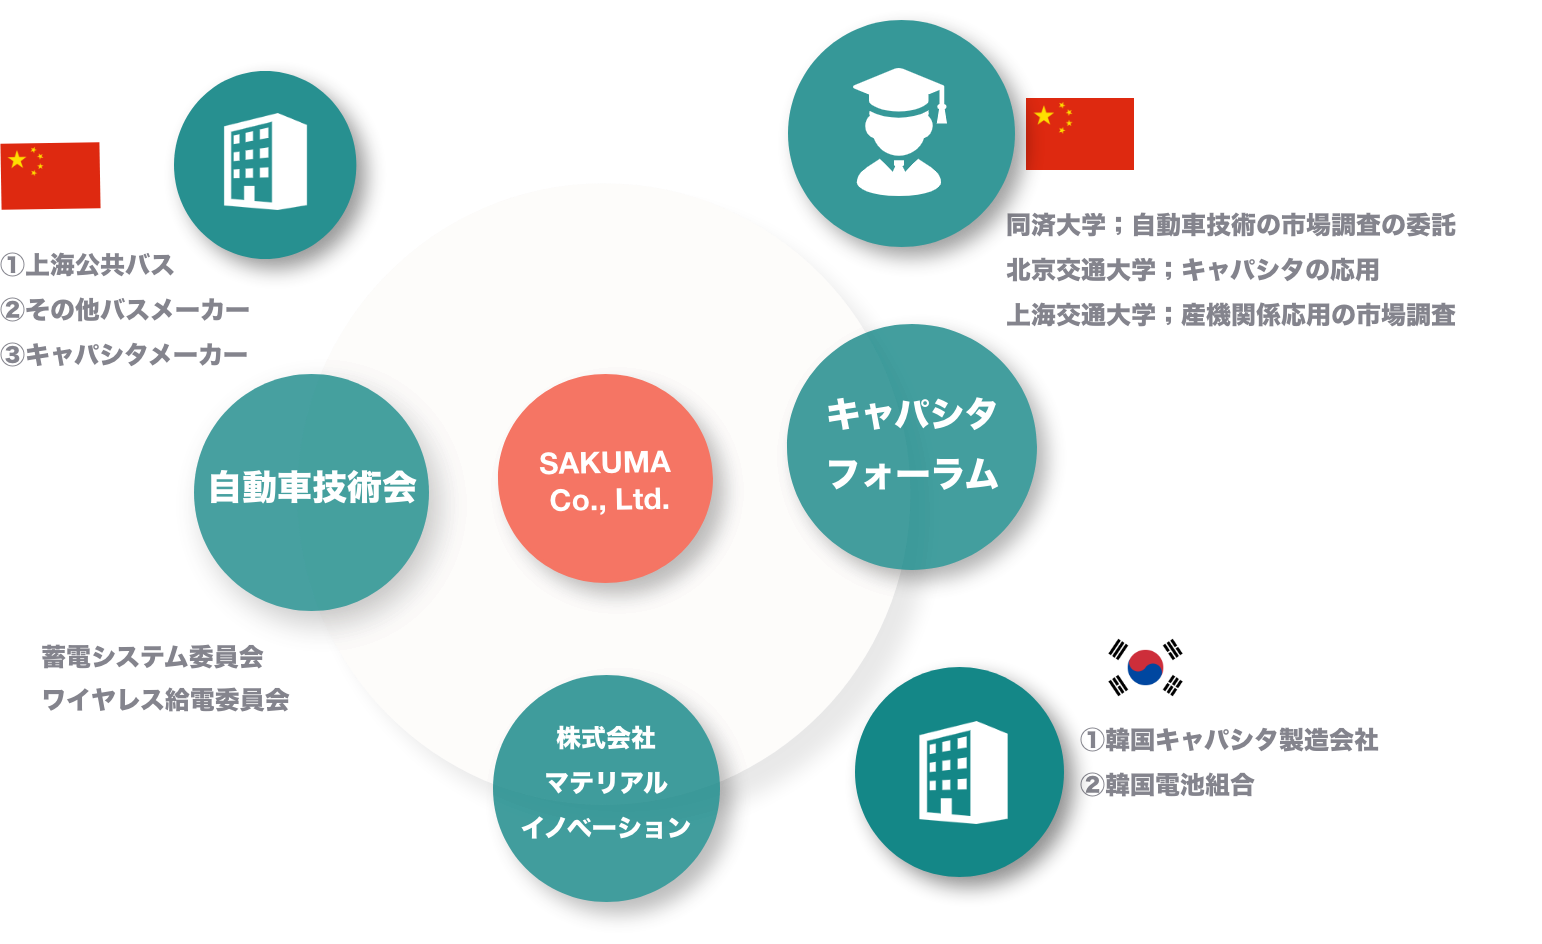 ①上海公共バス
②その他バスメーカー
③キャパシタメーカー
同済大学；自動車技術の市場調査の委託
北京交通大学；キャパシタの応用
上海交通大学；産機関係応用の市場調査
自動車技術会
SAKUMA
Co., Ltd.
キャパシタ
フォーラム
蓄電システム委員会
ワイヤレス給電委員会
株式会社
マテリアル
イノベーション
①韓国キャパシタ製造会社
②韓国電池組合